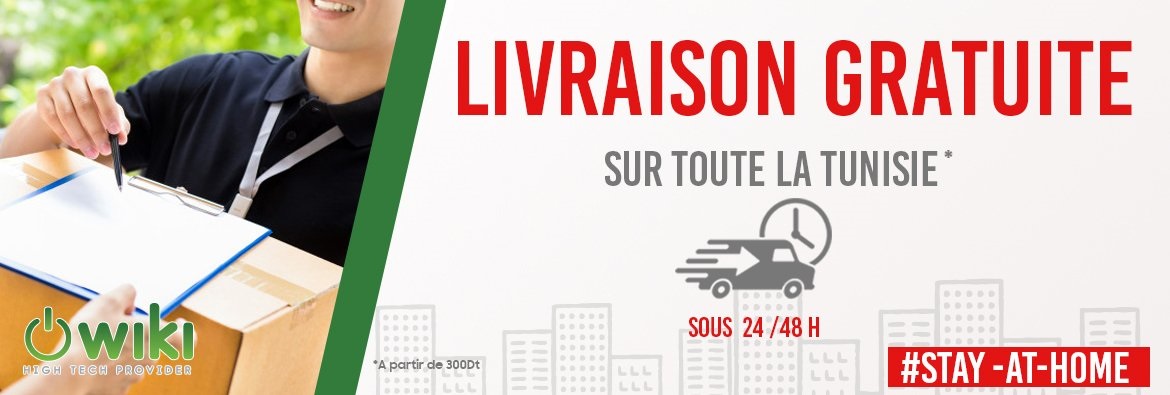 LIVRAISON GRATUITE
SUR TOUTE LA TUNISIE*
SOUS 24 /48 H
*A partir de 300Dt
#STAY -AT-HOME
wiki
HIGH TECH PROVIDER